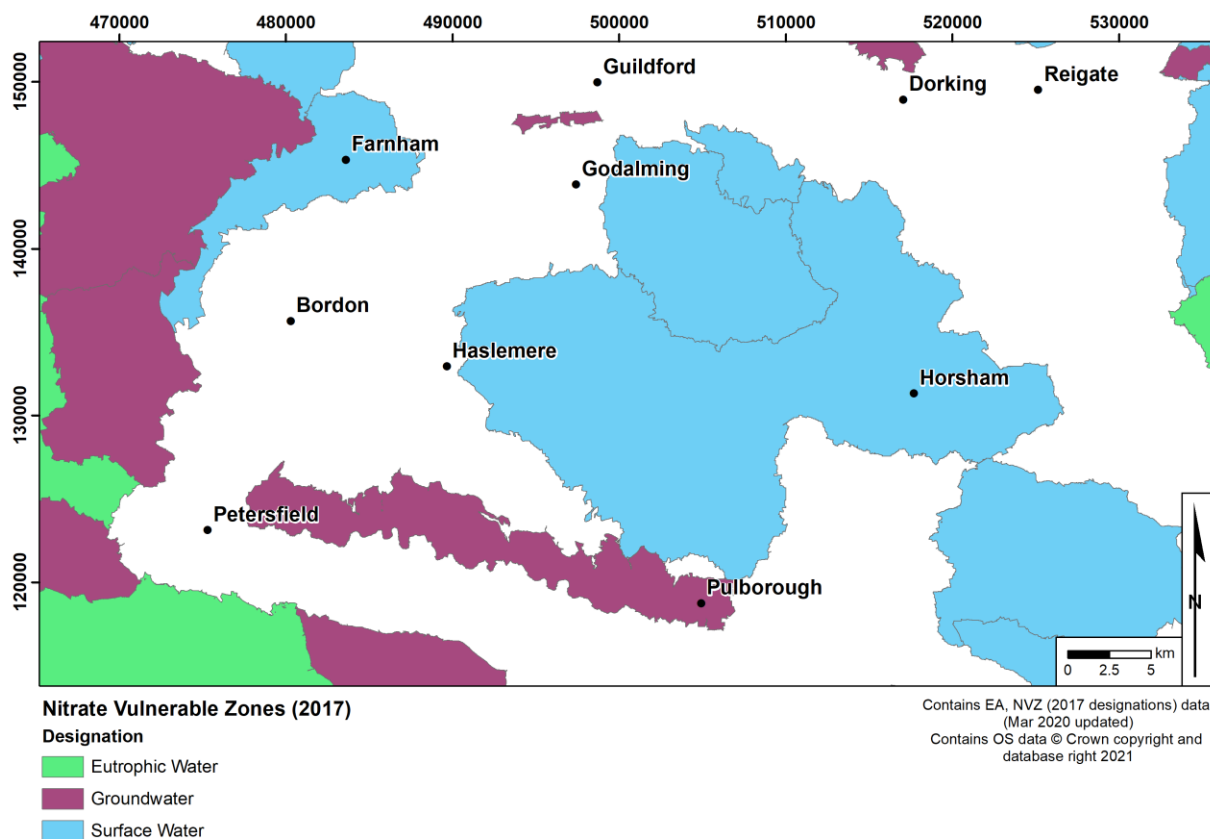 470000 480000 490000 500000 510000 520000 530000
150000
140000
130000
120000
Guildford
Dorking
Reigate
Farnham
Godalming
Bordon
Haslemere
Horsham
Petersfield
Pulborough
N
km
0 2.5 5
Nitrate Vulnerable Zones (2017)
Designation
Eutrophic Water
Groundwater
Surface Water
Contains EA, NVZ (2017 designations) data
(Mar 2020 updated)
Contains OS data © Crown copyright and
database right 2021